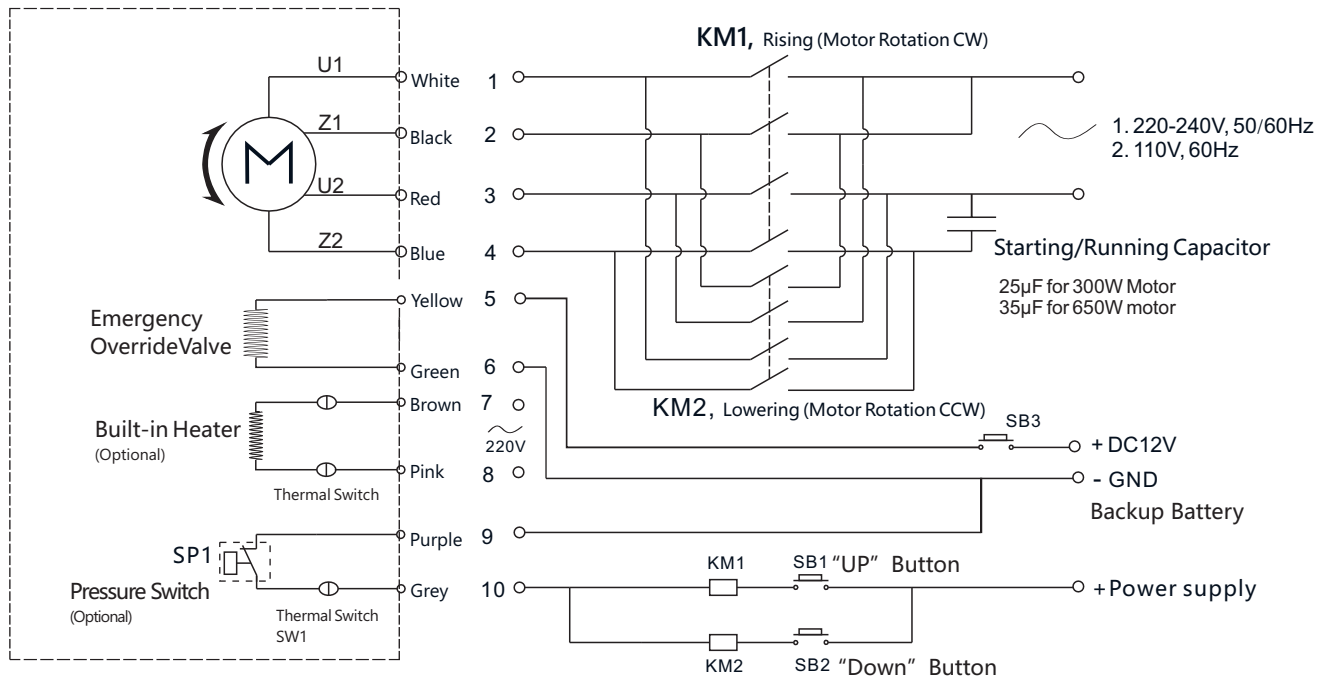 KM1, Rising (Motor Rotation CW)
U1
White 1
Z1
Black 2
1. 220-240V, 50/60Hz
2. 110V, 60Hz
M
U2
Red 3
Z2
Blue 4
Starting/Running Capacitor
25μF for 300W Motor
35μF for 650W motor
Yellow 5
Emergency
OverrideValve
Green 6
Brown 7
KM2, Lowering (Motor Rotation CCW)
SB3
Built-in Heater
(Optional)
220V
+ DC12V
Pink 8
- GND
Thermal Switch
Backup Battery
Purple 9
SP1
KM1 SB1 “UP” Button
Pressure Switch
(Optional)
Grey 10
+Power supply
Thermal Switch
SW1
KM2 SB2 “Down” Button